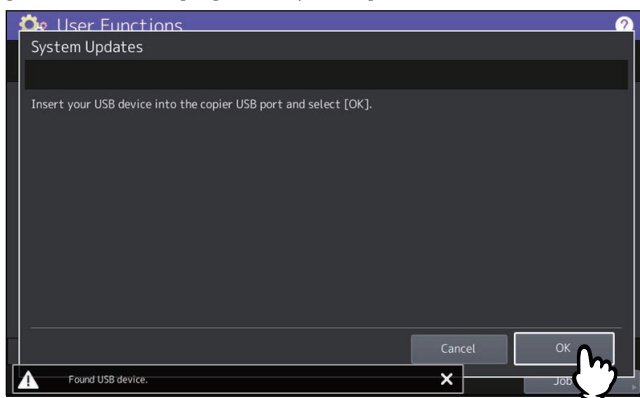 User Functions
?
System Updates
Insert your USB device into the copier USB port and select [OK].
Cancel
OK
Found USB device.
Job